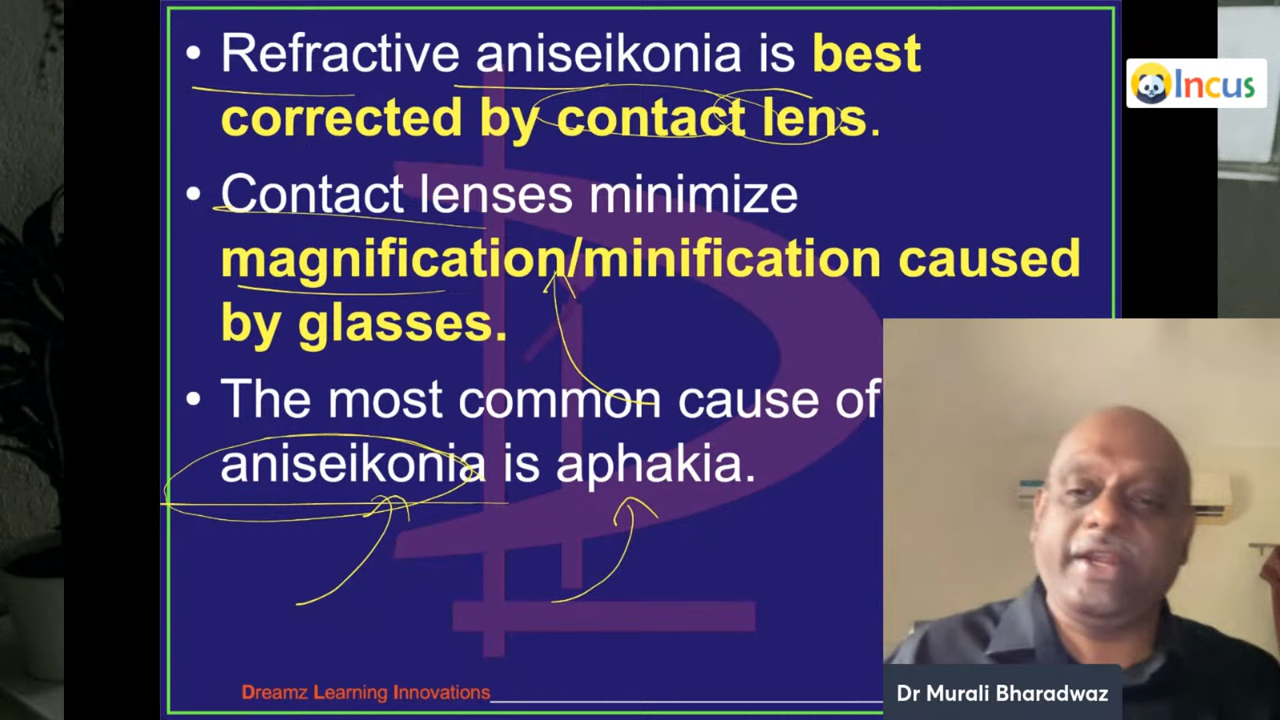 • Refractive aniseikonia is best
corrected by contact lens.
• Contact lenses minimize
magnification/minification caused
by glasses.
• The most common cause of
aniseikonia is aphakia.
Incus
Dr Murali Bharadwaz
Dreamz Learning Innovations